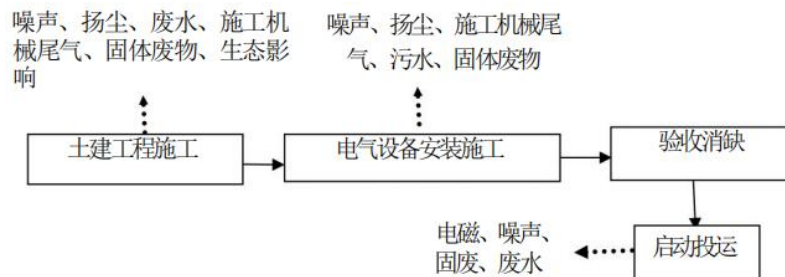 噪声、扬尘、废水、施工机
械尾气、固体废物、生态影
响
噪声、扬尘、施工机械尾
气、污水、固体废物
土建工程施工
电气设备安装施工
验收消缺
电磁、噪声、
固废、废水
启动投运